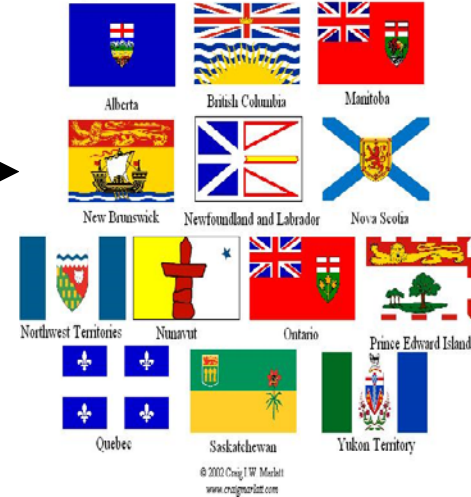 Alberta
British Columbia
Manitoba
New Brunswick
Newfoundland and Labrador
Nova Scotia
Northwest Territories
Nunavut
Ontario
Prince Edward Island
Quebec
Saskatchewan
Yukon Territory
© 2002 Craig I.W. Marlatt
www.craigmarlatt.com